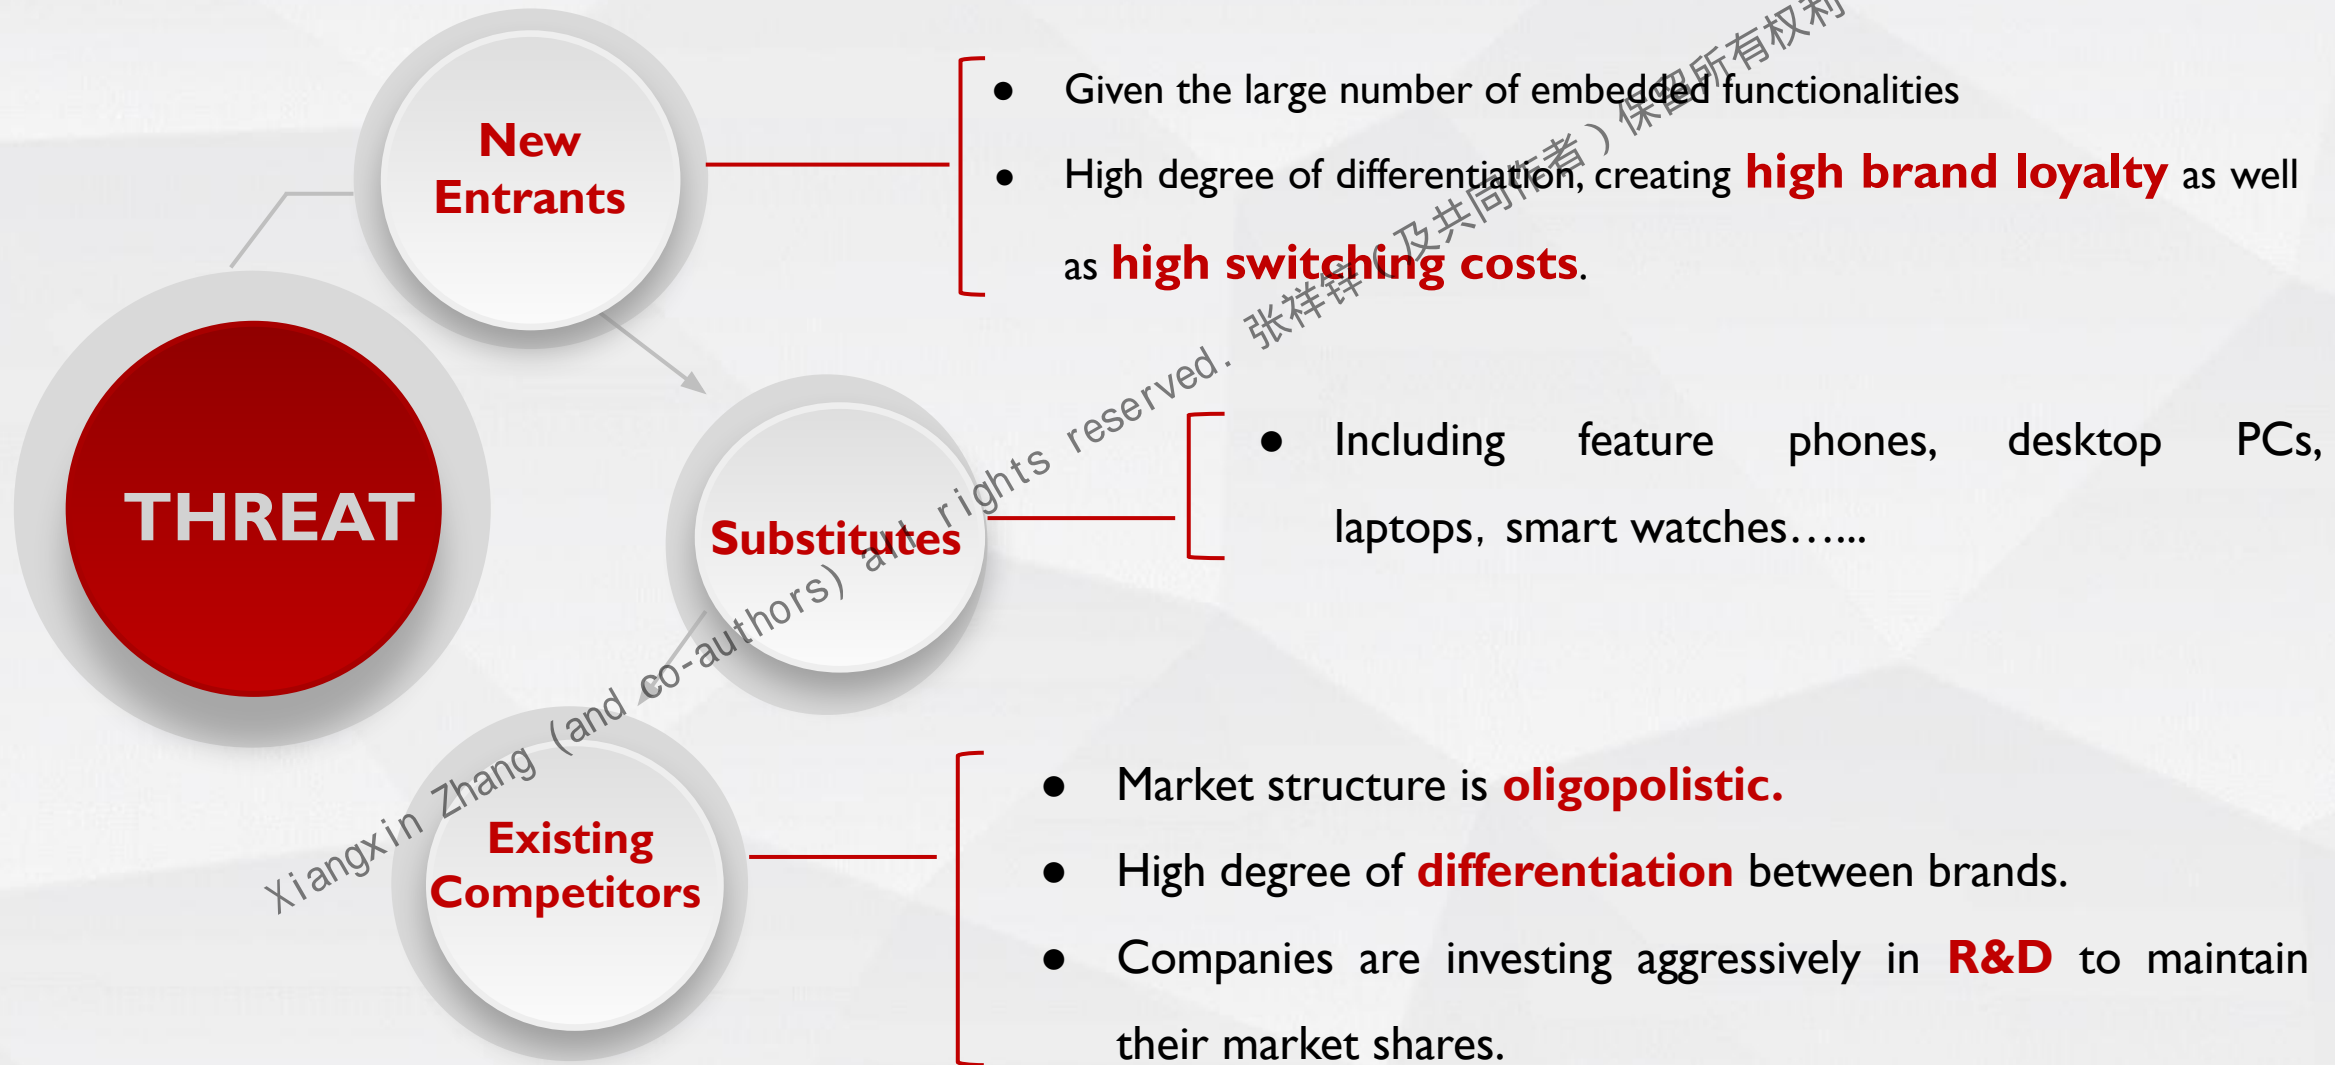 New
Entrants
● Given the large number of embedded functionalities
● High degree of differentiation, creating high brand loyalty as well
as high switching costs.
THREAT
Substitutes
● Including feature phones, desktop PCs,
laptops, smart watches…...
Existing
Competitors
● Market structure is oligopolistic.
● High degree of differentiation between brands.
● Companies are investing aggressively in R&D to maintain
their market shares.
Xiangxin Zhang (and co-authors) all rights reserved. 张祥锌(及共同作者)保留所有权利